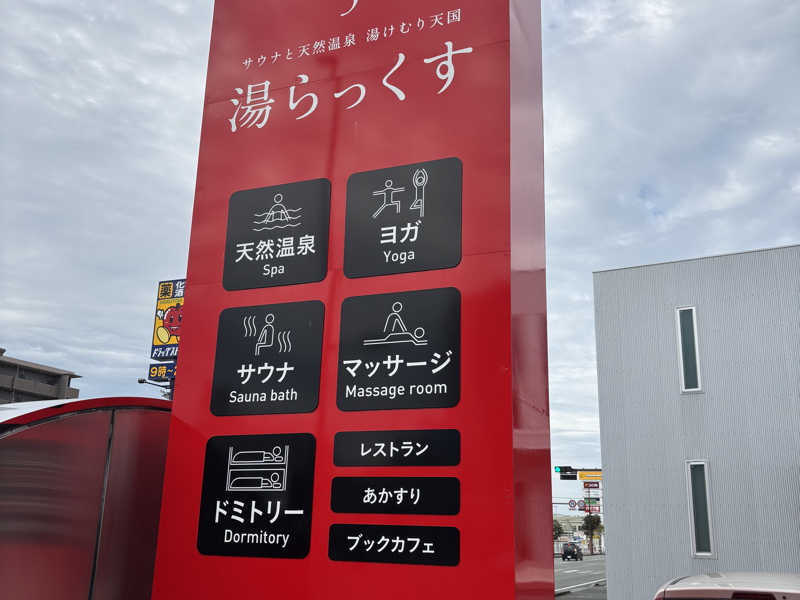 サウナと天然温泉 湯けむり天国
湯らっくす
天然温泉
Spa
ヨガ
Yoga
サウナ
Sauna bath
マッサージ
Massage room
ドミトリー
Dormitory
レストラン
あかすり
ブックカフェ
薬
9時~